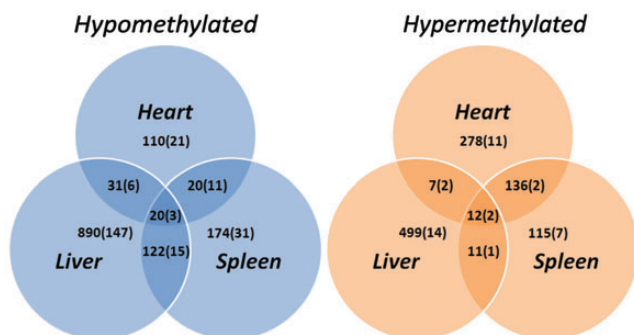 Hypomethylated
Heart
110(21)
31(6)
20(11)
20(3)
890(147)
174(31)
122(15)
Liver
Spleen
Hypermethylated
Heart
278(11)
7(2)
136(2)
12(2)
499(14)
115(7)
11(1)
Liver
Spleen